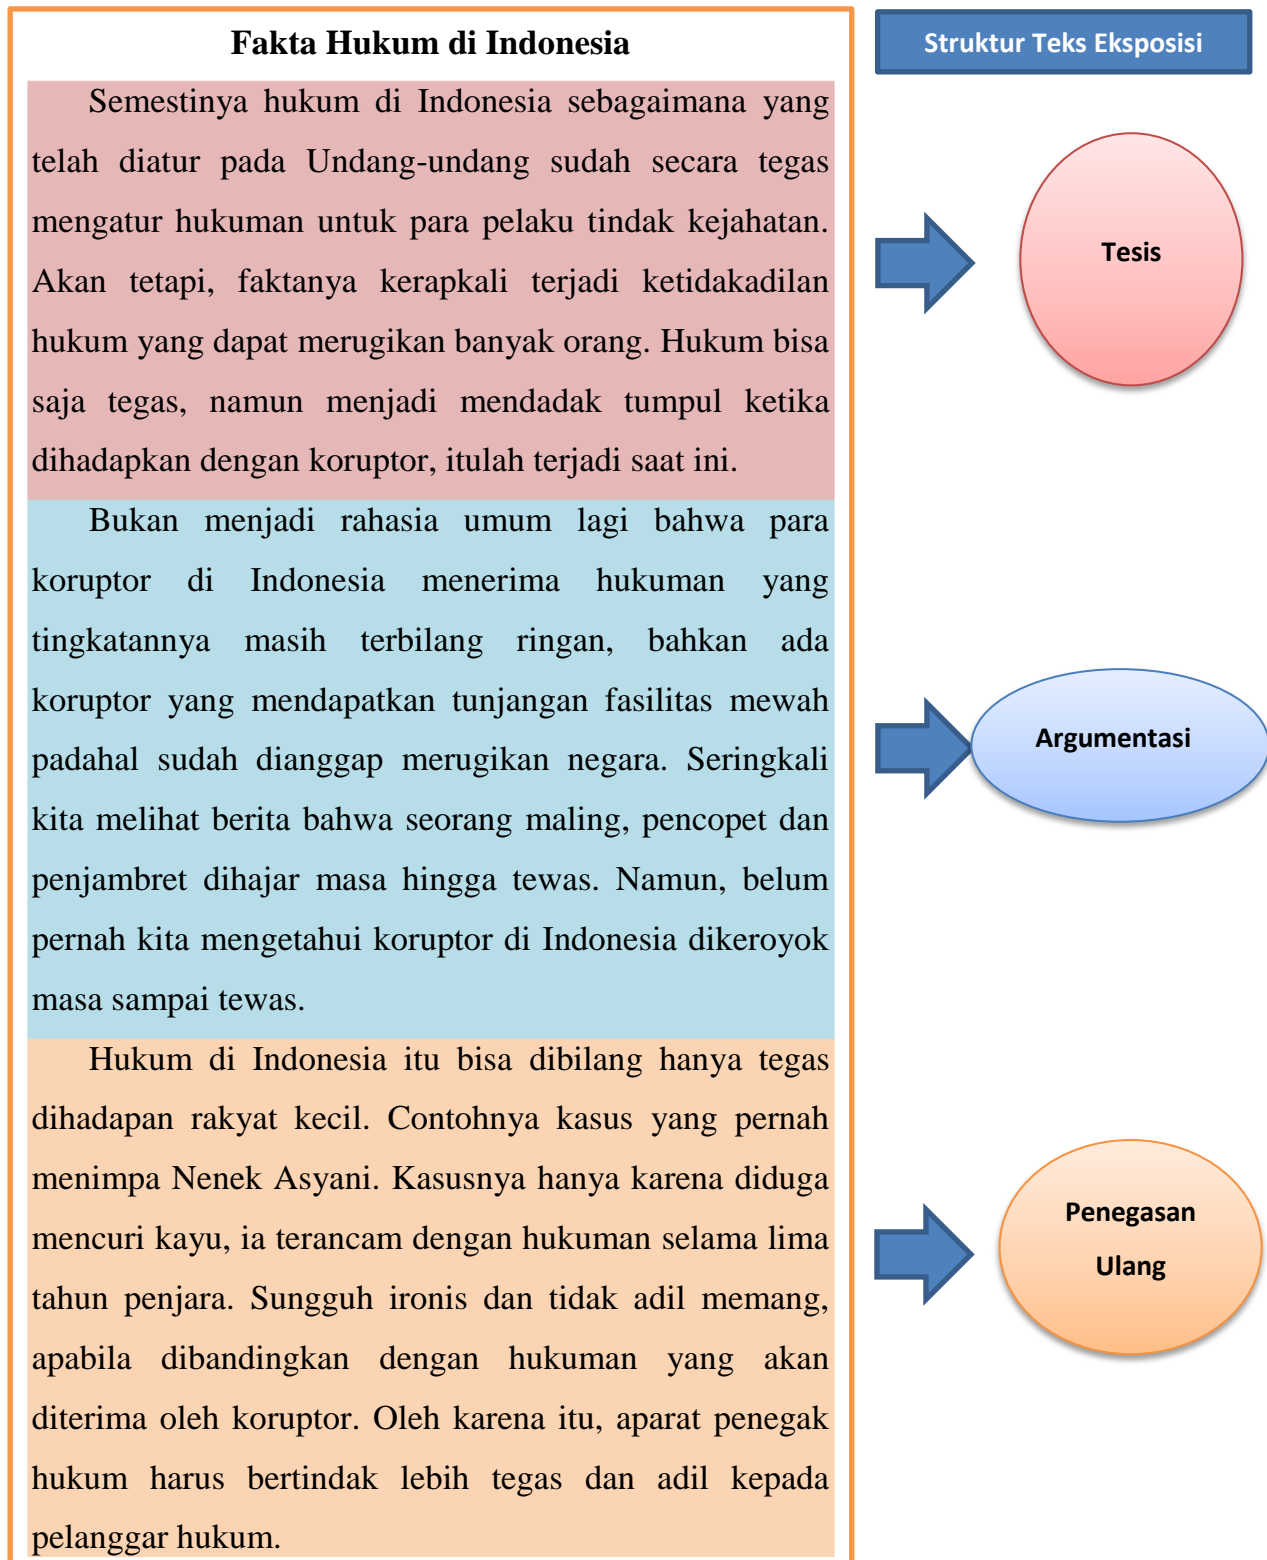 Fakta Hukum di Indonesia
Semestinya hukum di Indonesia sebagaimana yang
telah diatur pada Undang-undang sudah secara tegas
mengatur hukuman untuk para pelaku tindak kejahatan.
Akan tetapi, faktanya kerapkali terjadi ketidakadilan
hukum yang dapat merugikan banyak orang. Hukum bisa
saja tegas, namun menjadi mendadak tumpul ketika
dihadapkan dengan koruptor, itulah terjadi saat ini.
Bukan menjadi rahasia umum lagi bahwa para
koruptor di Indonesia menerima hukuman yang
tingkatannya masih terbilang ringan, bahkan ada
koruptor yang mendapatkan tunjangan fasilitas mewah
padahal sudah dianggap merugikan negara. Seringkali
kita melihat berita bahwa seorang maling, pencopet dan
penjambret dihajar masa hingga tewas. Namun, belum
pernah kita mengetahui koruptor di Indonesia dikeroyok
masa sampai tewas.
Hukum di Indonesia itu bisa dibilang hanya tegas
dihadapan rakyat kecil. Contohnya kasus yang pernah
menimpa Nenek Asyani. Kasusnya hanya karena diduga
mencuri kayu, ia terancam dengan hukuman selama lima
tahun penjara. Sungguh ironis dan tidak adil memang,
apabila dibandingkan dengan hukuman yang akan
diterima oleh koruptor. Oleh karena itu, aparat penegak
hukum harus bertindak lebih tegas dan adil kepada
pelanggar hukum.
Struktur Teks Eksposisi
Tesis
Argumentasi
Penegasan
Ulang